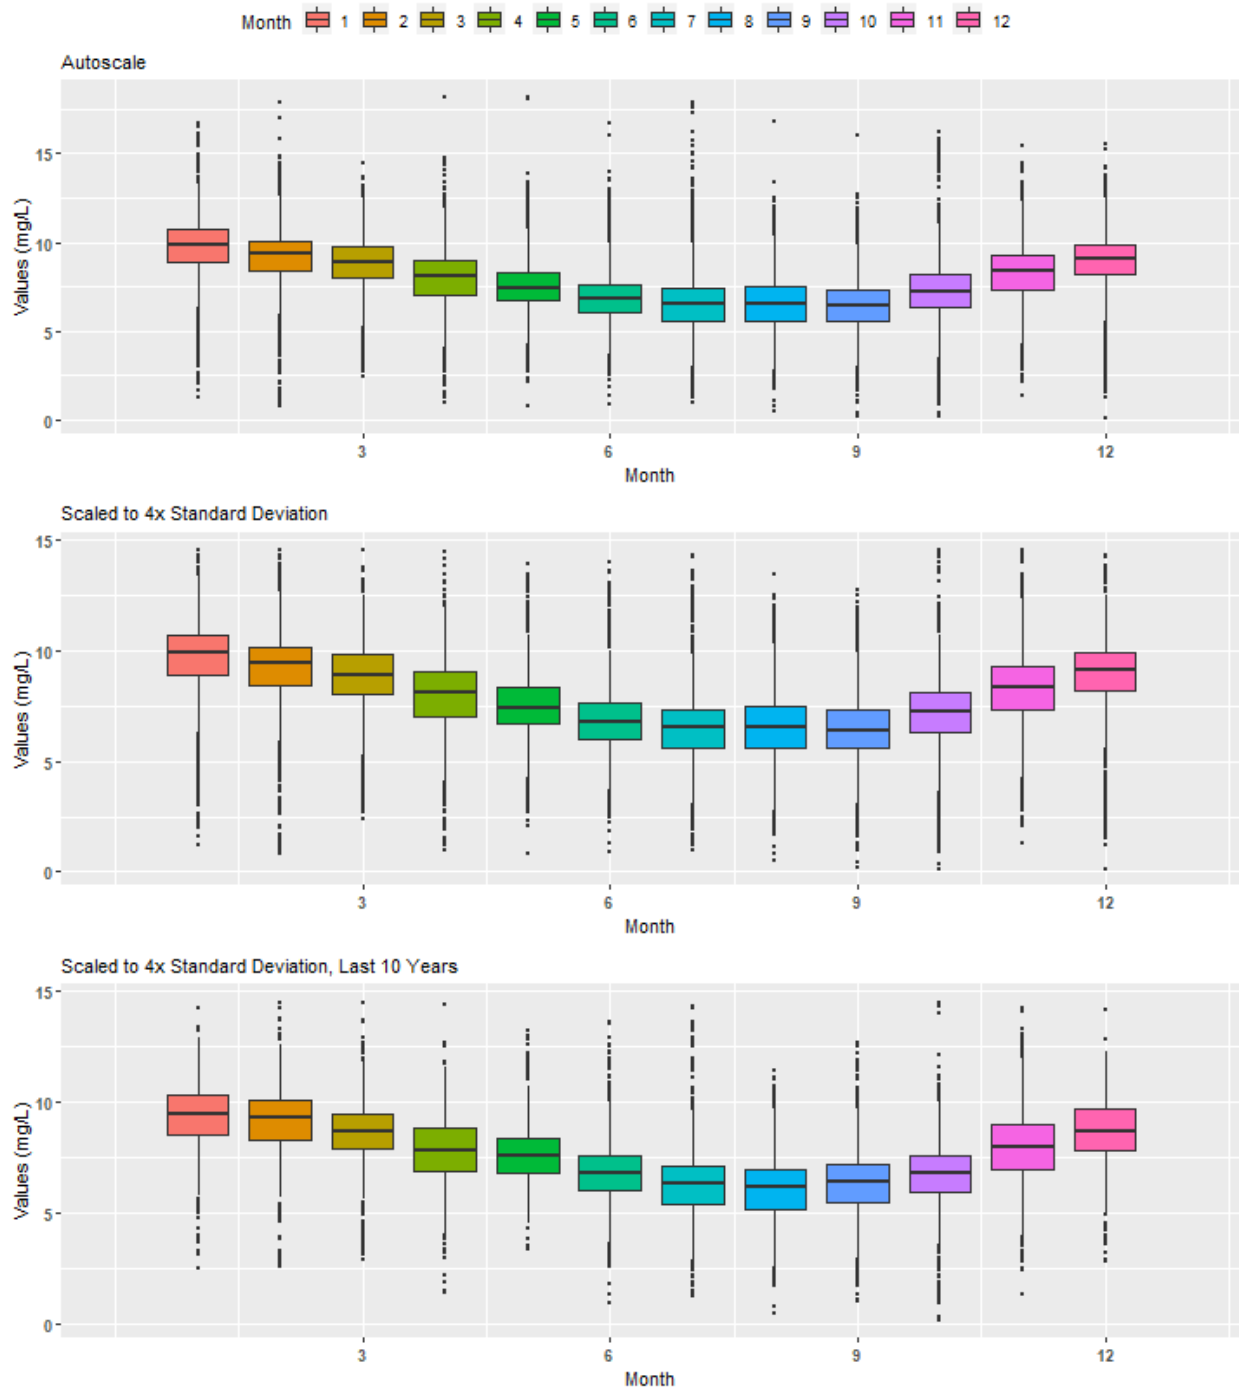 Month 1 2 3 4 5 6 7 8 9 10 11 12
Autoscale
Values (mg/L)
15
10
5
0
3 6 9 12
Month
Scaled to 4x Standard Deviation
Values (mg/L)
15
10
5
0
3 6 9 12
Month
Scaled to 4x Standard Deviation, Last 10 Years
Values (mg/L)
15
10
5
0
3 6 9 12
Month